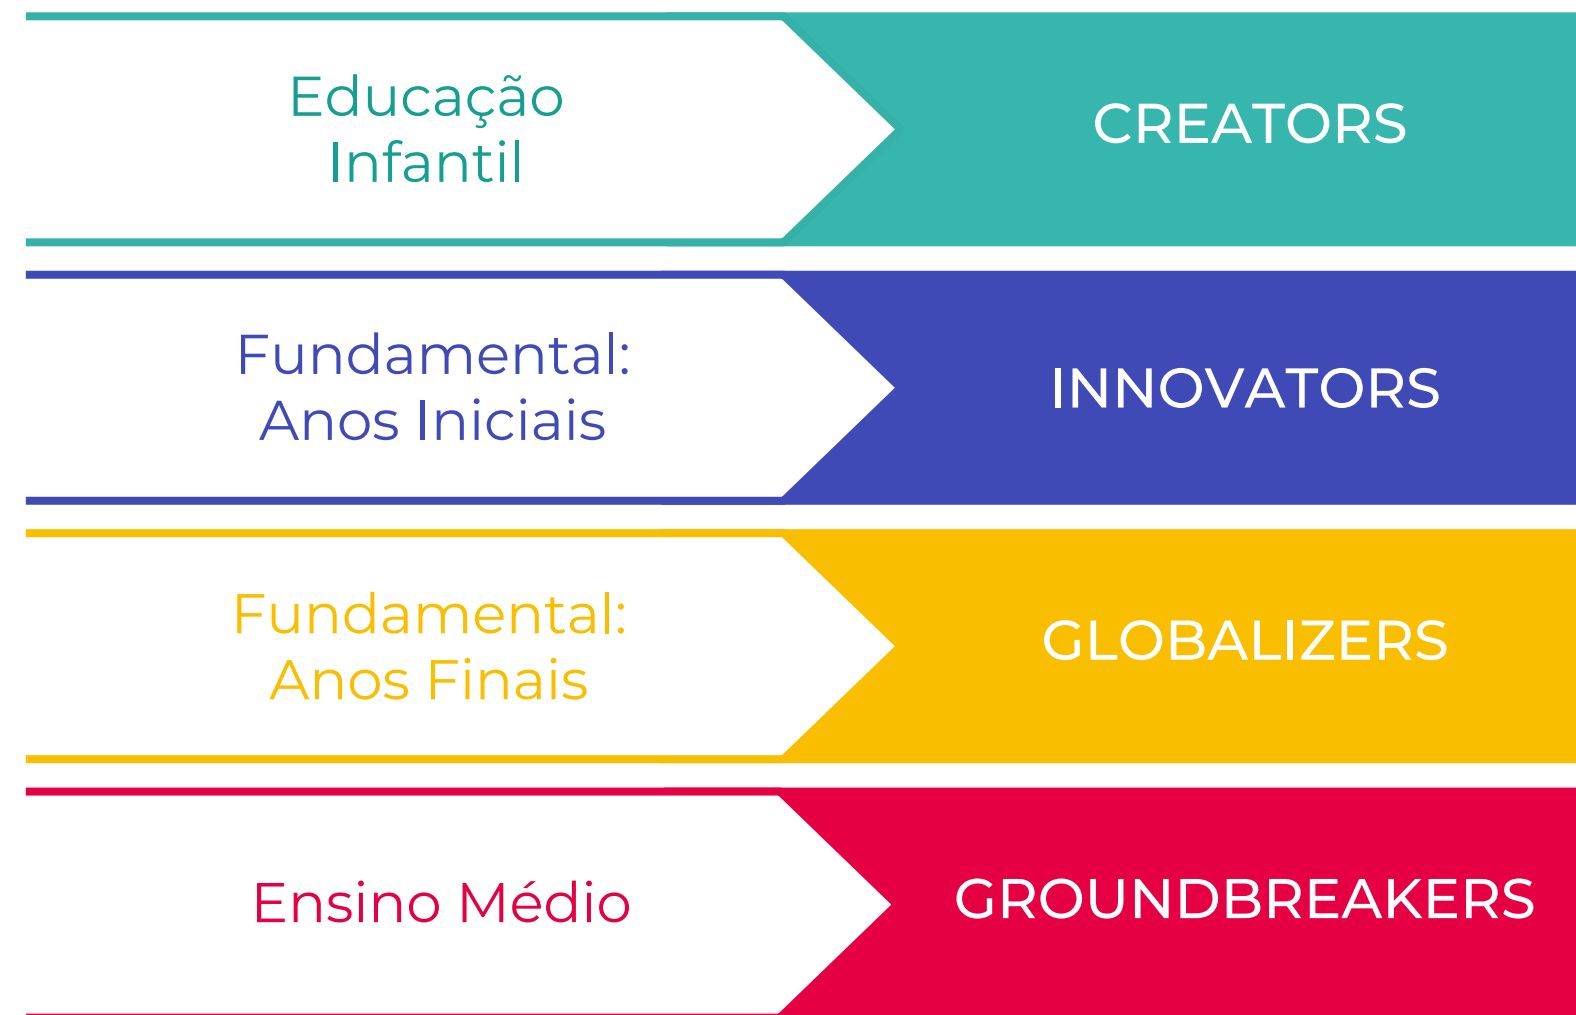 Educação
Infantil
CREATORS
Fundamental:
Anos Iniciais
INNOVATORS
Fundamental:
Anos Finais
GLOBALIZERS
Ensino Médio
GROUNDBREAKERS